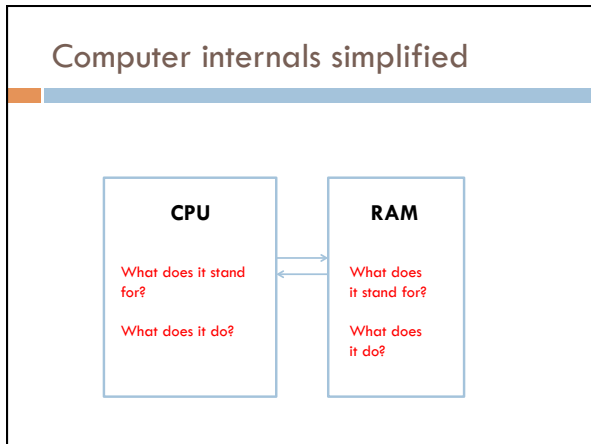 Computer internals simplified
CPU
What does it stand
for?
What does it do?
RAM
What does
it stand for?
What does
it do?